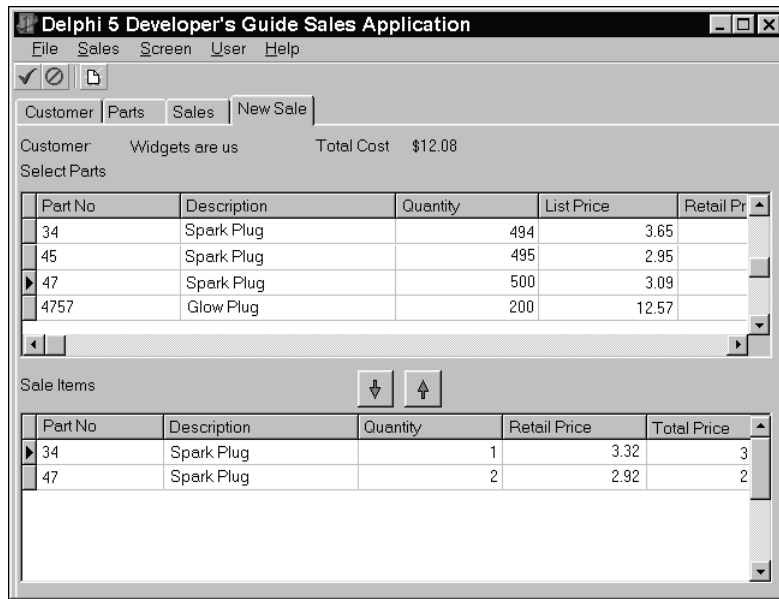 Delphi 5 Developer's Guide Sales Application
File Sales Screen User Help
Customer Parts Sales New Sale
Customer Widgets are us Total Cost $12.08
Select Parts
Part No Description Quantity List Price Retail Pr
34 Spark Plug 494 3.65
45 Spark Plug 495 2.95
47 Spark Plug 500 3.09
4757 Glow Plug 200 12.57
Sale Items
Part No Description Quantity Retail Price Total Price
34 Spark Plug 1 3.32 3
47 Spark Plug 2 2.92 2